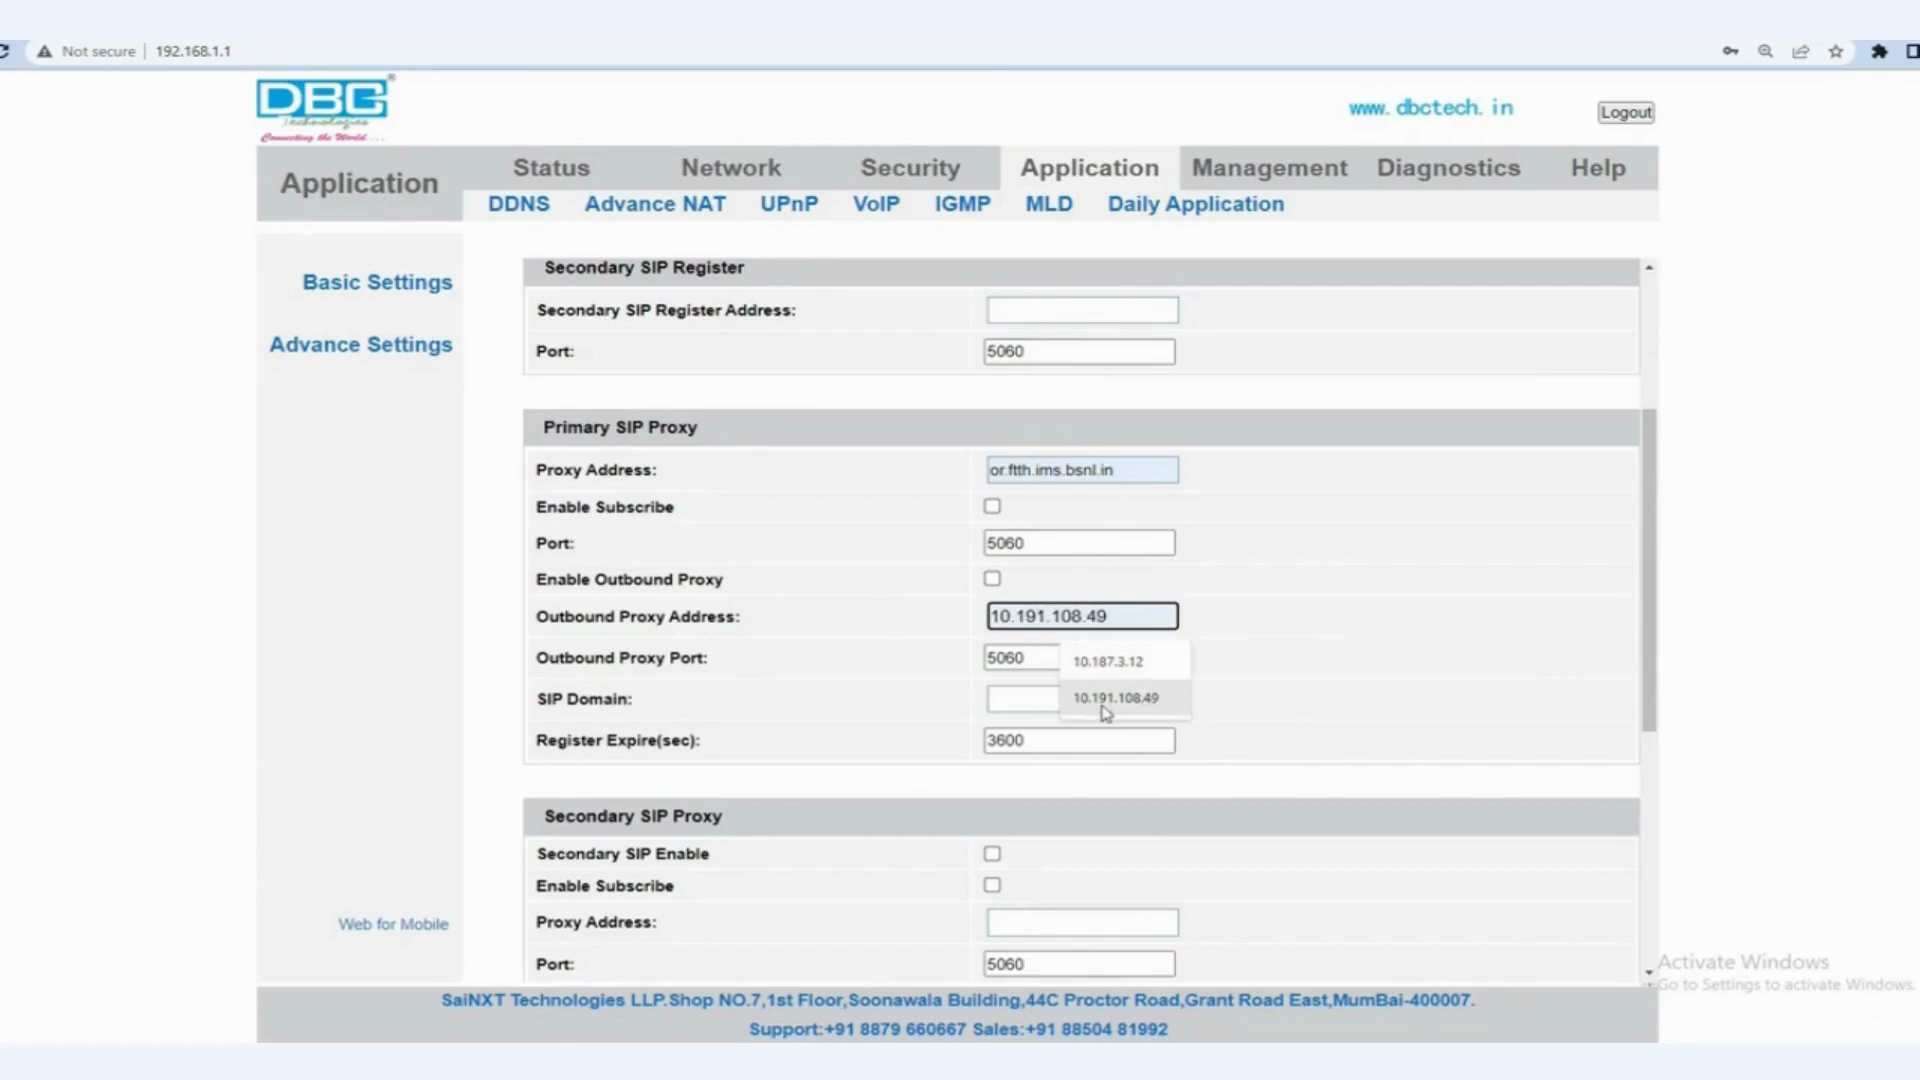 Not secure | 192.168.1.1
DBC
Technologies
Connecting the World....
www.dbctech.in
Logout
Application
Status Network Security Application Management Diagnostics Help
DDNS Advance NAT UPnP VoIP IGMP MLD Daily Application
Basic Settings
Advance Settings
Web for Mobile
Secondary SIP Register
Secondary SIP Register Address:
Port: 5060
Primary SIP Proxy
Proxy Address: or.ftth.ims.bsnl.in
Enable Subscribe
Port: 5060
Enable Outbound Proxy
Outbound Proxy Address: 10.191.108.49
Outbound Proxy Port: 5060
10.187.3.12
SIP Domain:
10.191.108.49
Register Expire(sec): 3600
Secondary SIP Proxy
Secondary SIP Enable
Enable Subscribe
Proxy Address:
Port: 5060
Activate Windows
Go to Settings to activate Windows.
SaiNXT Technologies LLP.Shop NO.7,1st Floor,Soonawala Building,44C Proctor Road,Grant Road East,MumBai-400007.
Support:+91 8879 660667 Sales:+91 88504 81992